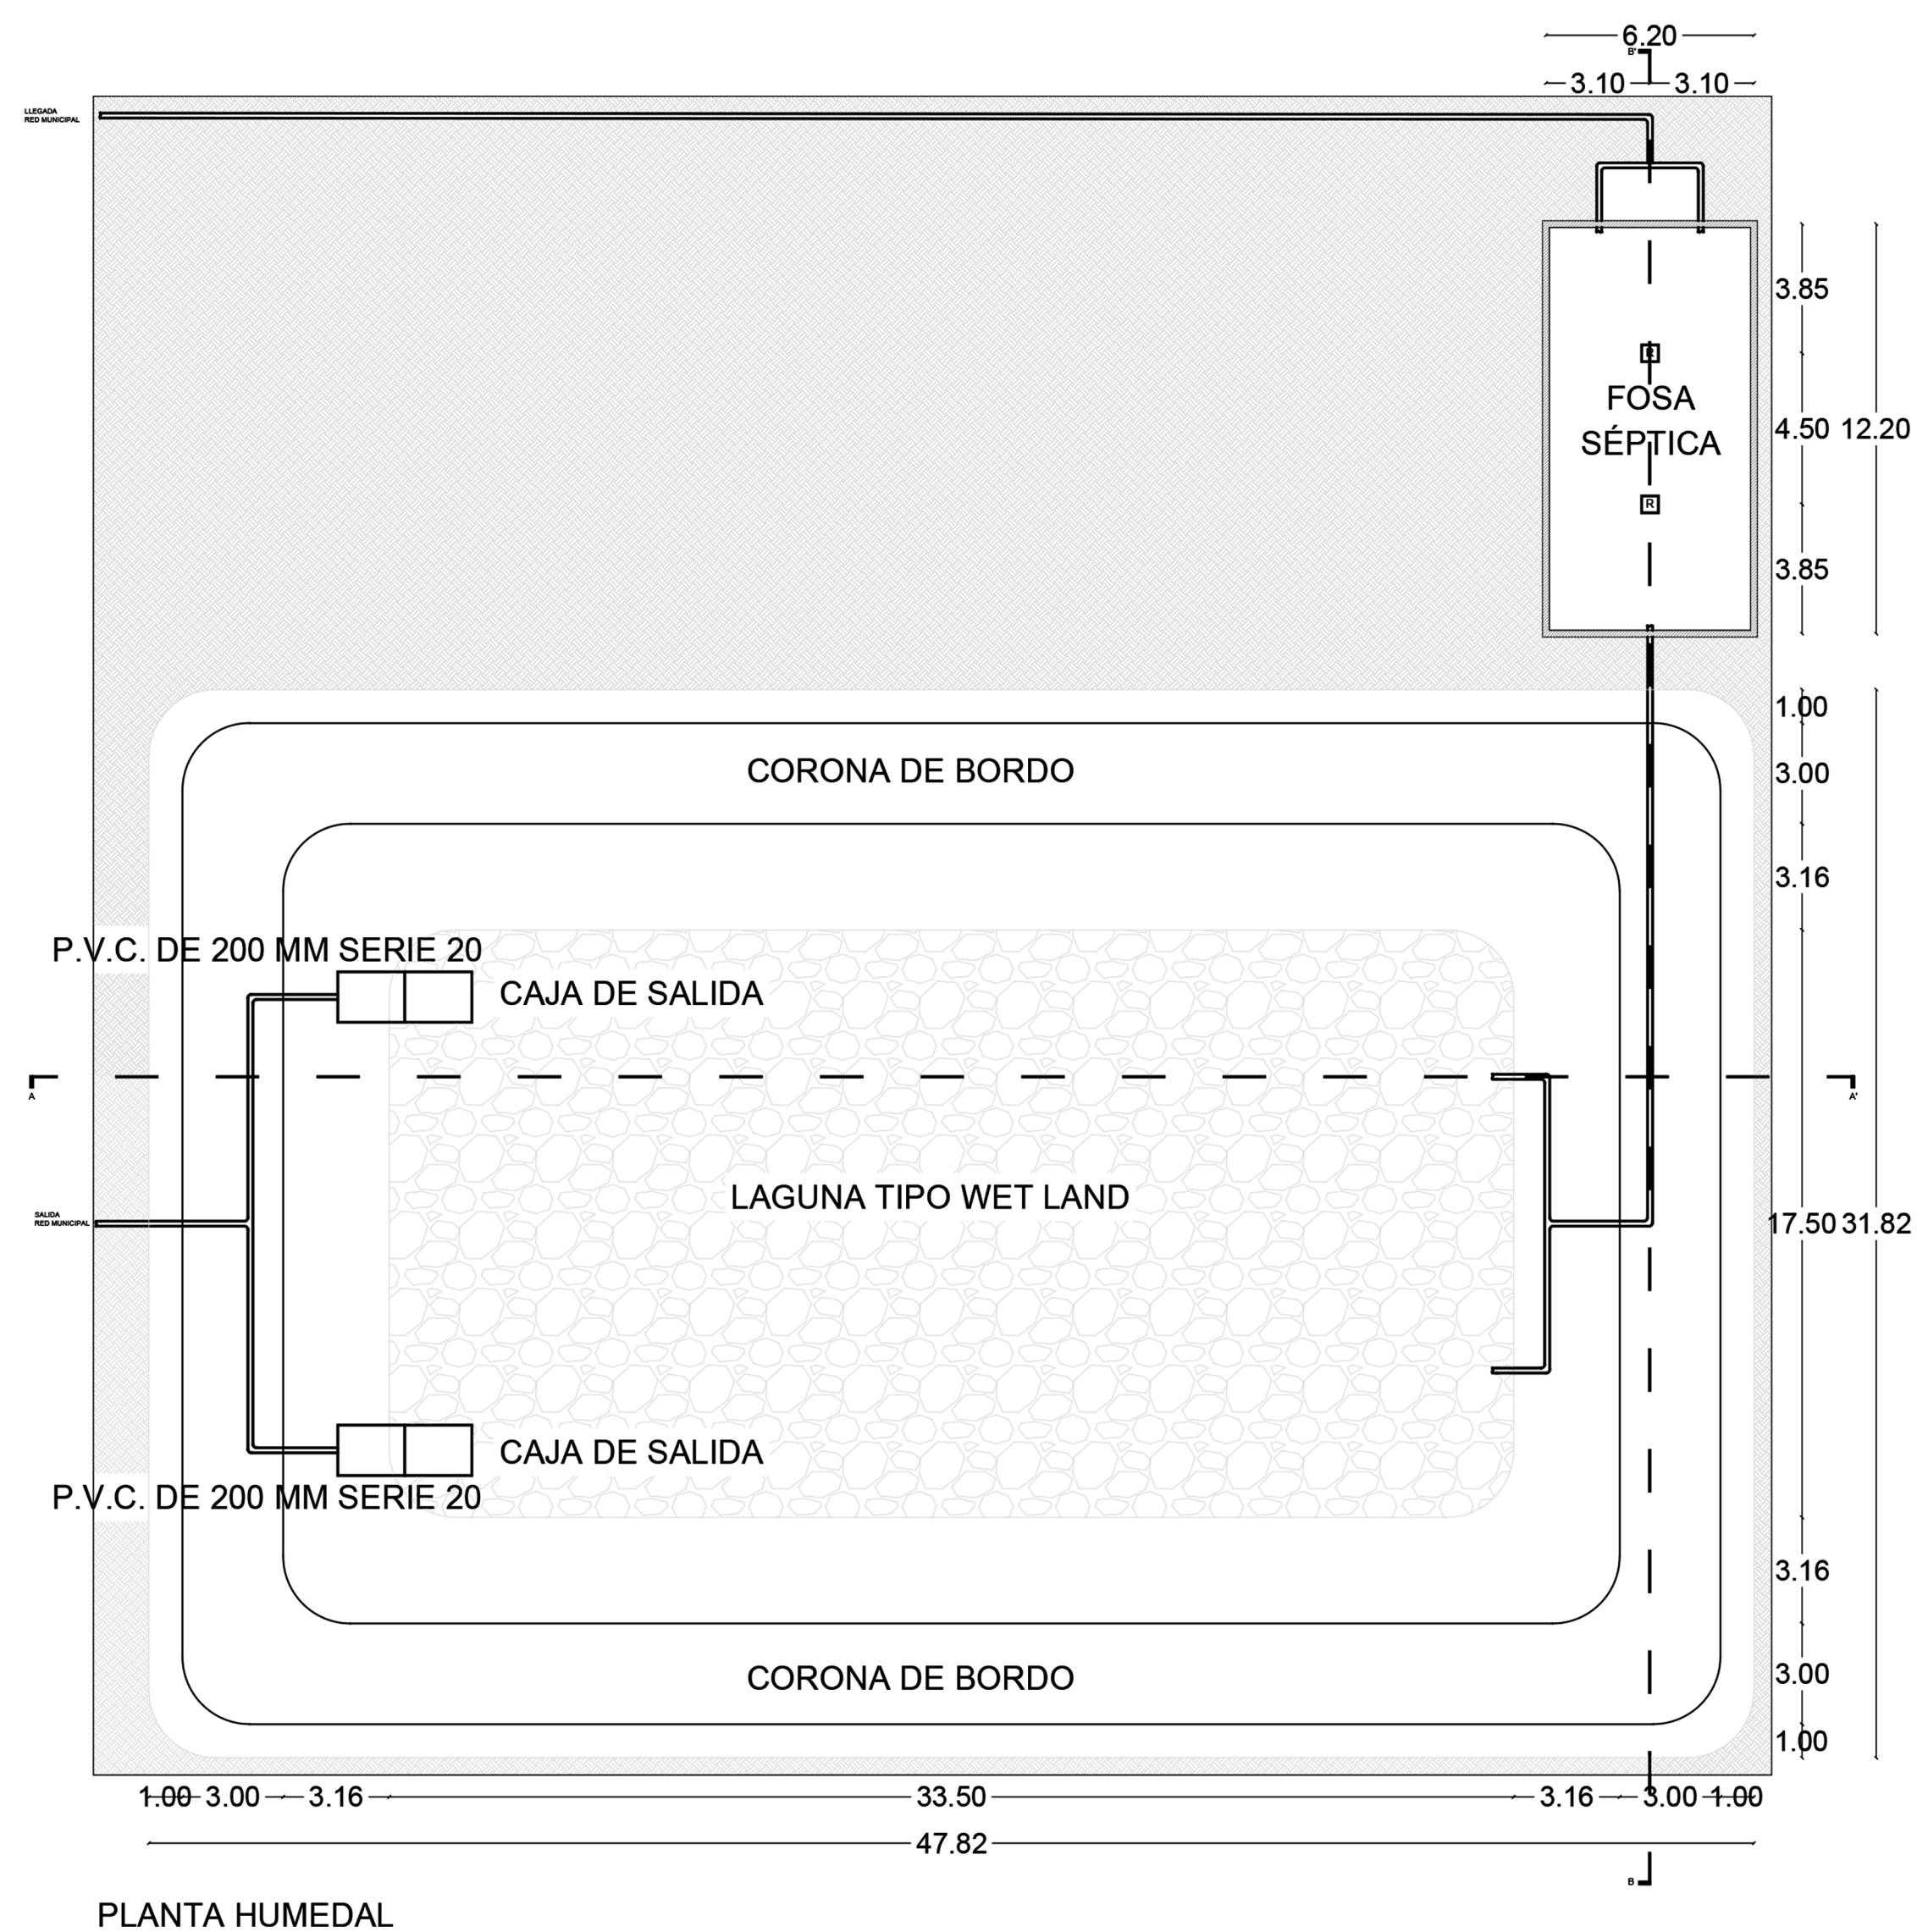 6.20
B'
3.10 3.10
LLEGADA
RED MUNICIPAL
3.85
R
FOSA
SÉPTICA
4.50 12.20
R
3.85
1.00
CORONA DE BORDO
3.00
3.16
P.V.C. DE 200 MM SERIE 20
CAJA DE SALIDA
A A'
LAGUNA TIPO WET LAND
SALIDA
RED MUNICIPAL
17.50 31.82
CAJA DE SALIDA
P.V.C. DE 200 MM SERIE 20
3.16
CORONA DE BORDO
3.00
1.00
1.00 3.00 3.16 33.50 3.16 3.00 1.00
47.82
B
PLANTA HUMEDAL